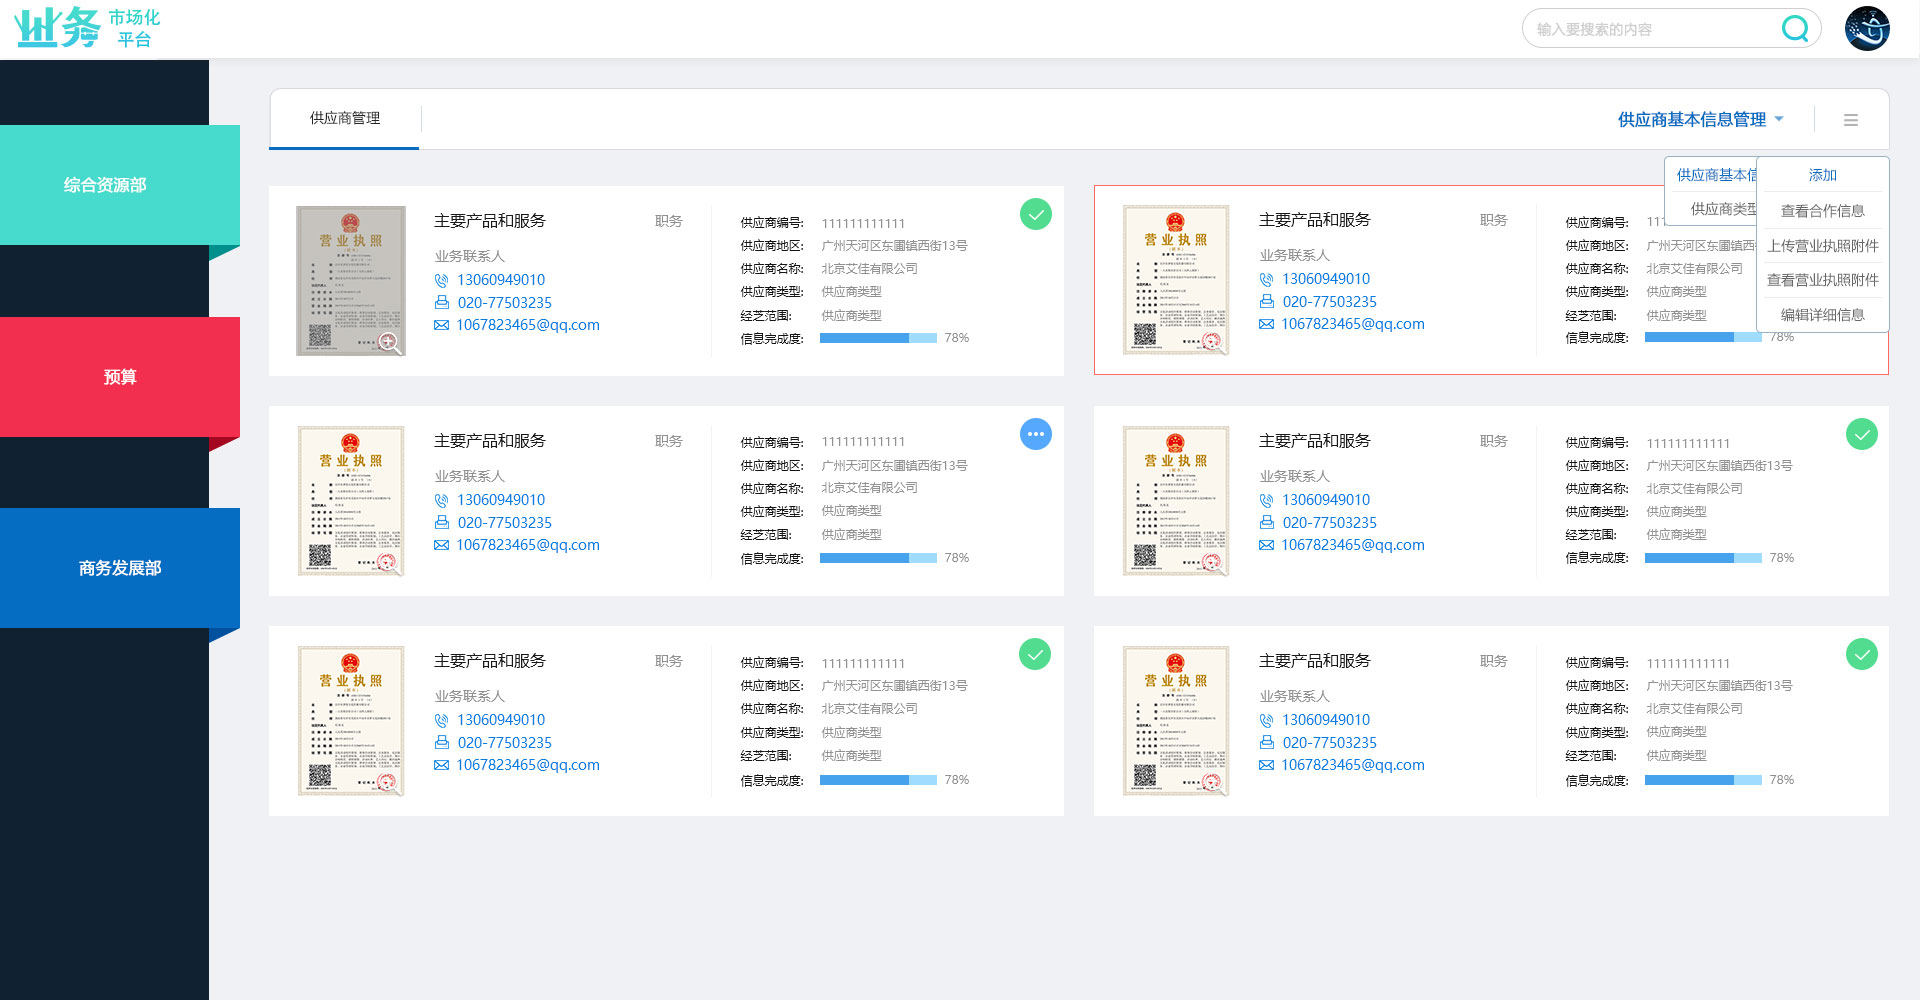 业务 市场化
平台
输入要搜索的内容
综合资源部
预算
商务发展部
供应商管理
供应商基本信息管理
供应商基本信
供应商类型
添加
查看合作信息
上传营业执照附件
查看营业执照附件
编辑详细信息
营业执照
主要产品和服务 职务
业务联系人
13060949010
020-77503235
1067823465@qq.com
供应商编号: 111111111111
供应商地区: 广州天河区东圃镇西街13号
供应商名称: 北京艾佳有限公司
供应商类型: 供应商类型
经芝范围: 供应商类型
信息完成度: 78%
营业执照
主要产品和服务 职务
业务联系人
13060949010
020-77503235
1067823465@qq.com
供应商编号: 11
供应商地区: 广州天河区东圃镇西
供应商名称: 北京艾佳有限公司
供应商类型: 供应商类型
经芝范围: 供应商类型
信息完成度: 78%
营业执照
主要产品和服务 职务
业务联系人
13060949010
020-77503235
1067823465@qq.com
供应商编号: 111111111111
供应商地区: 广州天河区东圃镇西街13号
供应商名称: 北京艾佳有限公司
供应商类型: 供应商类型
经芝范围: 供应商类型
信息完成度: 78%
营业执照
主要产品和服务 职务
业务联系人
13060949010
020-77503235
1067823465@qq.com
供应商编号: 111111111111
供应商地区: 广州天河区东圃镇西街13号
供应商名称: 北京艾佳有限公司
供应商类型: 供应商类型
经芝范围: 供应商类型
信息完成度: 78%
营业执照
主要产品和服务 职务
业务联系人
13060949010
020-77503235
1067823465@qq.com
供应商编号: 111111111111
供应商地区: 广州天河区东圃镇西街13号
供应商名称: 北京艾佳有限公司
供应商类型: 供应商类型
经芝范围: 供应商类型
信息完成度: 78%
营业执照
主要产品和服务 职务
业务联系人
13060949010
020-77503235
1067823465@qq.com
供应商编号: 111111111111
供应商地区: 广州天河区东圃镇西街13号
供应商名称: 北京艾佳有限公司
供应商类型: 供应商类型
经芝范围: 供应商类型
信息完成度: 78%